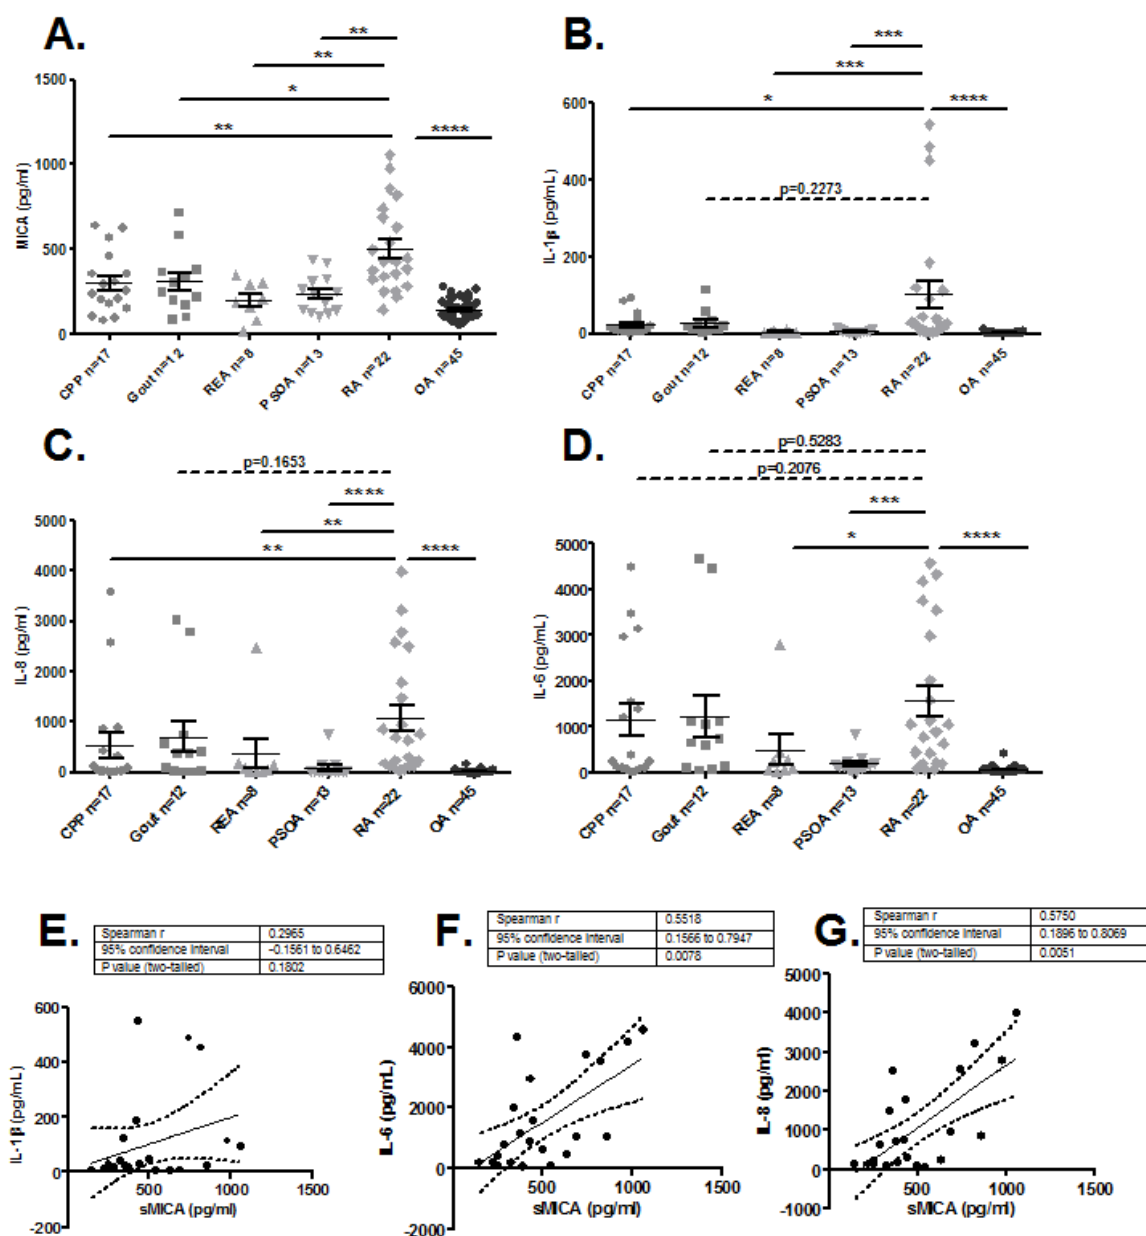 A.
**
**
*
**
****
1500
1000
500
0
MICA (pg/ml)
CPP n=17
Gout n=12
REA n=8
PSOA n=13
RA n=22
OA n=45
B.
***
***
*
****
p=0.2273
600
400
200
0
IL-1β (pg/mL)
CPP n=17
Gout n=12
REA n=8
PSOA n=13
RA n=22
OA n=45
C.
p=0.1653
****
**
**
****
5000
4000
3000
2000
1000
0
IL-8 (pg/ml)
CPP n=17
Gout n=12
REA n=8
PSOA n=13
RA n=22
OA n=45
D.
p=0.5283
p=0.2076
***
*
****
5000
4000
3000
2000
1000
0
IL-6 (pg/mL)
CPP n=17
Gout n=12
REA n=8
PSOA n=13
RA n=22
OA n=45
E.
Spearman r 0.2965
95% confidence interval -0.1561 to 0.6462
P value (two-tailed) 0.1802
600
400
200
0
-200
IL-1β (pg/mL)
500 1000 1500
sMICA (pg/ml)
F.
Spearman r 0.5518
95% confidence interval 0.1566 to 0.7947
P value (two-tailed) 0.0078
6000
4000
2000
0
-2000
IL-6 (pg/mL)
500 1000 1500
sMICA (pg/ml)
G.
Spearman r 0.5750
95% confidence interval 0.1896 to 0.8069
P value (two-tailed) 0.0051
5000
4000
3000
2000
1000
0
-1000
IL-8 (pg/ml)
500 1000 1500
sMICA (pg/ml)